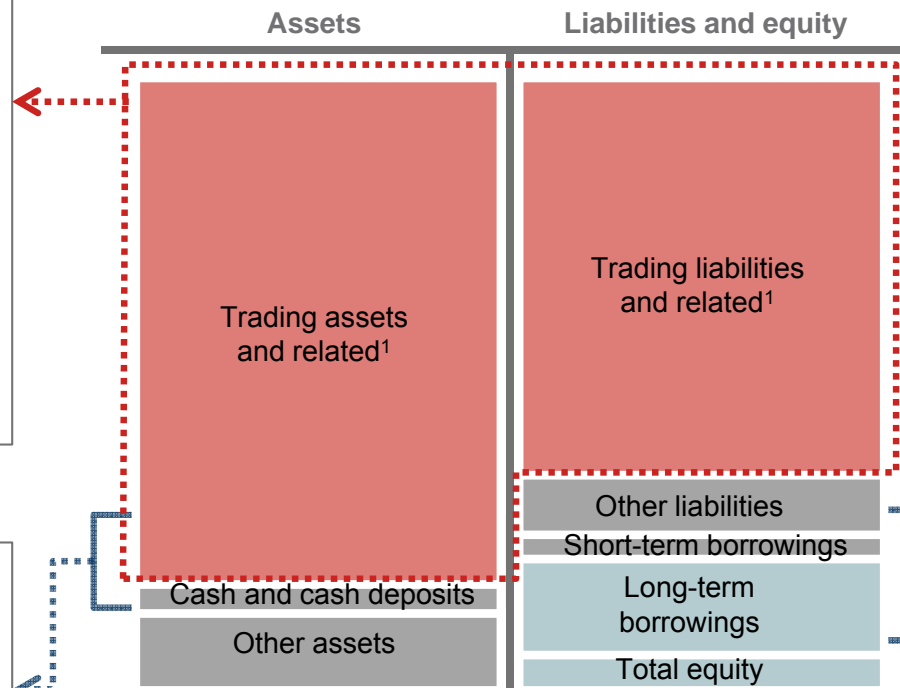 Assets
Liabilities and equity
Trading assets
and related¹
Trading liabilities
and related¹
Cash and cash deposits
Other assets
Other liabilities
Short-term borrowings
Long-term
borrowings
Total equity